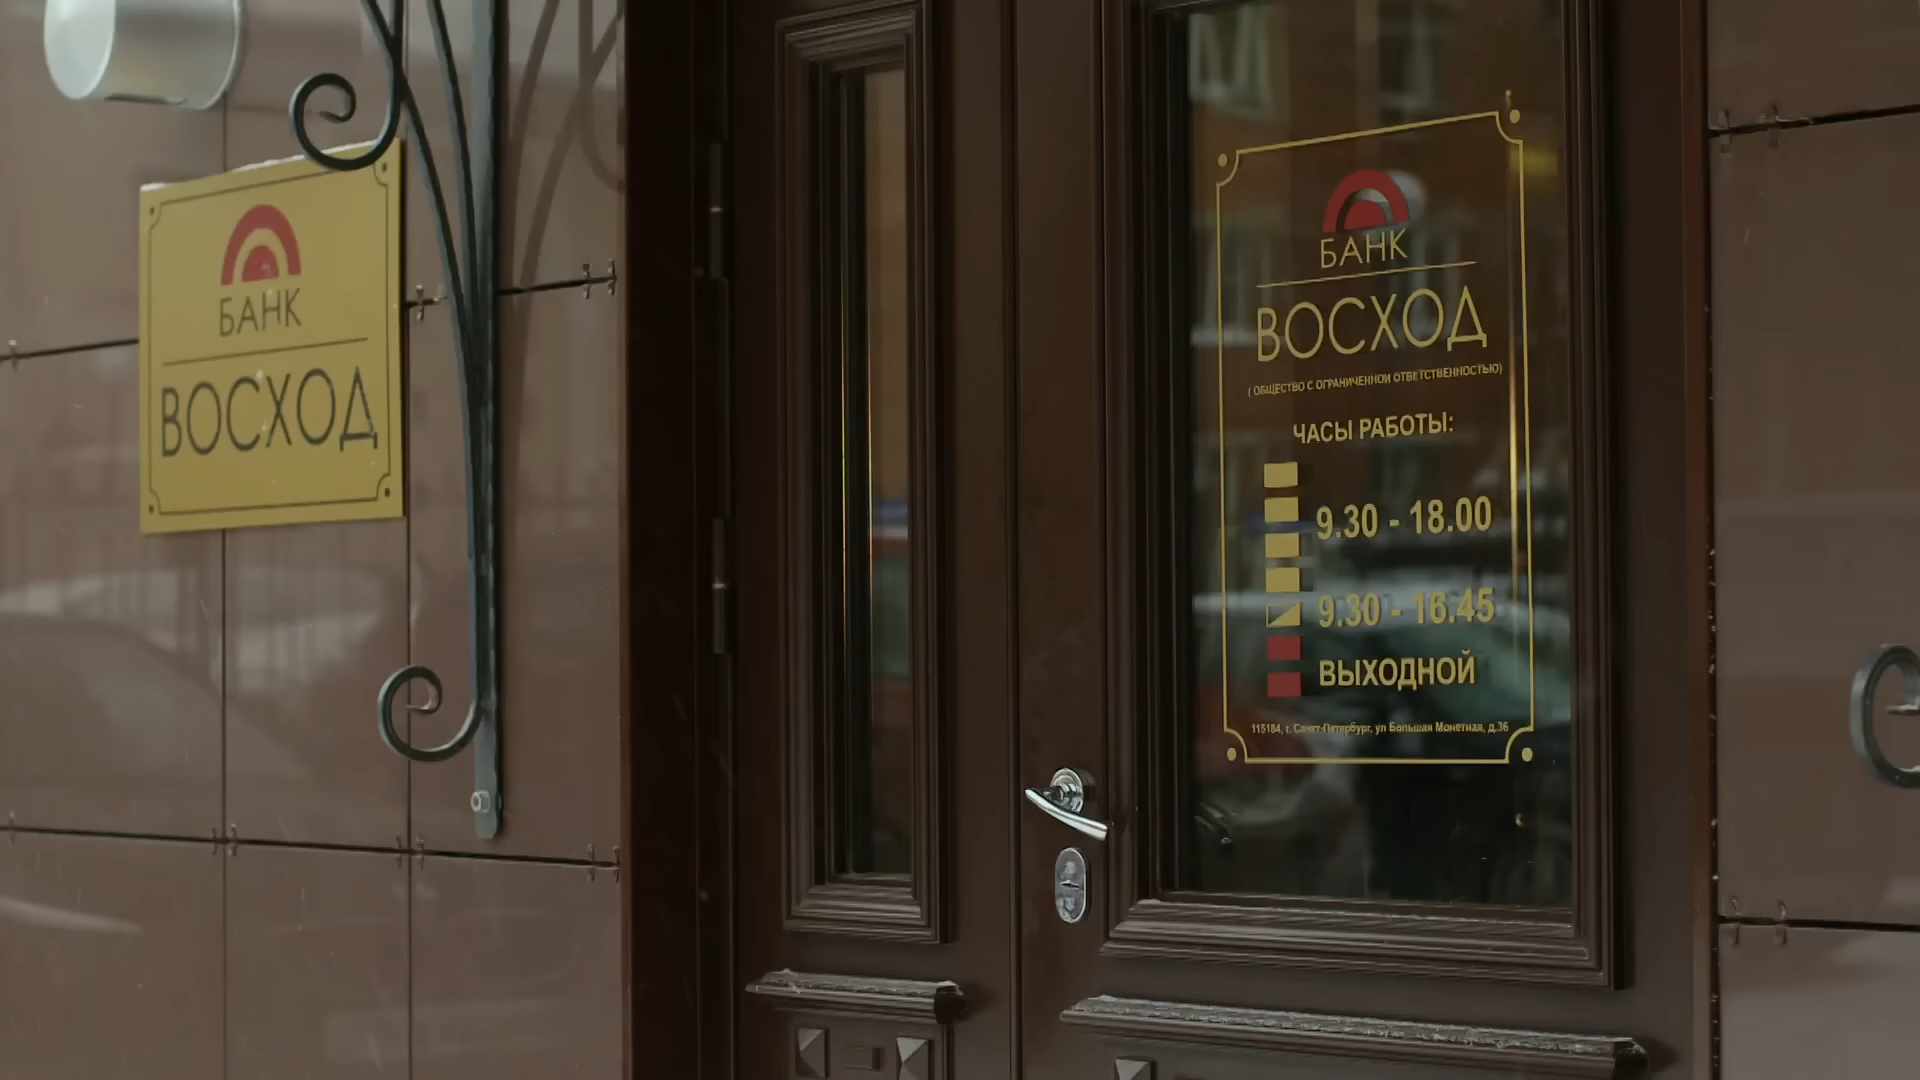 БАНК
ВОСХОД
БАНК
ВОСХОД
( ОБЩЕСТВО С ОГРАНИЧЕННОЙ ОТВЕТСТВЕННОСТЬЮ)
ЧАСЫ РАБОТЫ:
9.30 - 18.00
9.30 - 16.45
ВЫХОДНОЙ
115184, г. Санкт-Петербург, ул Большая Монетная, д.36